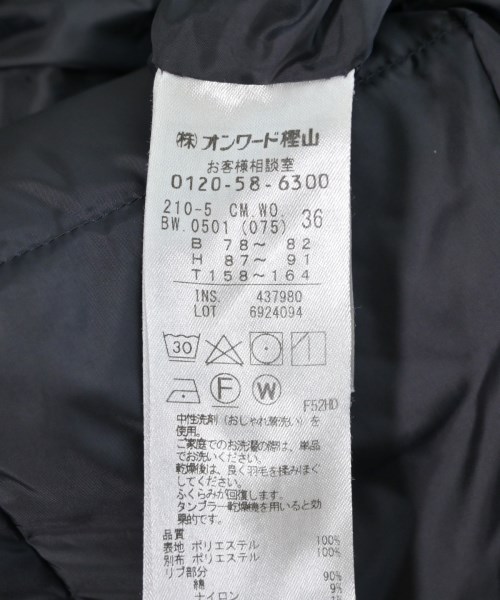 (株)オンワード樫山
お客様相談室
0120-58-6300
210-5 CM.WO. 36
BW.0501 (075)
B 78～ 82
H 87～ 91
T 158～164
INS. 437980
LOT 6924094
30
F W
F52HD
中性洗剤（おしゃれ着洗い）を
使用。
ご家庭でのお洗濯の際は、単品
でお洗いください。
乾燥後は、良く羽毛を揉みほぐ
してください。
ふくらみが回復します。
タンブラー乾燥機を用いると効
果的です。
品質
表地 ポリエステル 100%
別布 ポリエステル 100%
リブ部分
綿 90%
ナイロン 9%